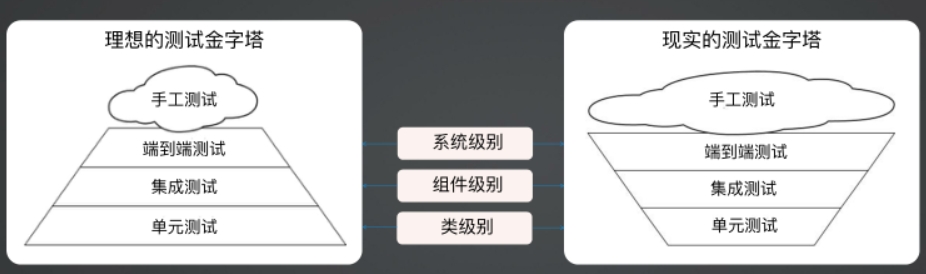 理想的测试金字塔
手工测试
端到端测试
集成测试
单元测试
系统级别
组件级别
类级别
现实的测试金字塔
手工测试
端到端测试
集成测试
单元测试